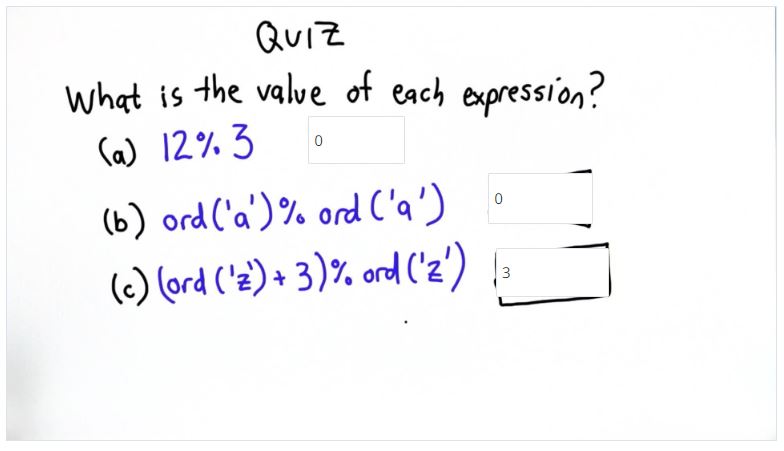 QUIZ
What is the value of each expression?
(a) 12% 3 0
(b) ord('a')% ord('a') 0
(c) (ord('z')+3)% ord('z') 3